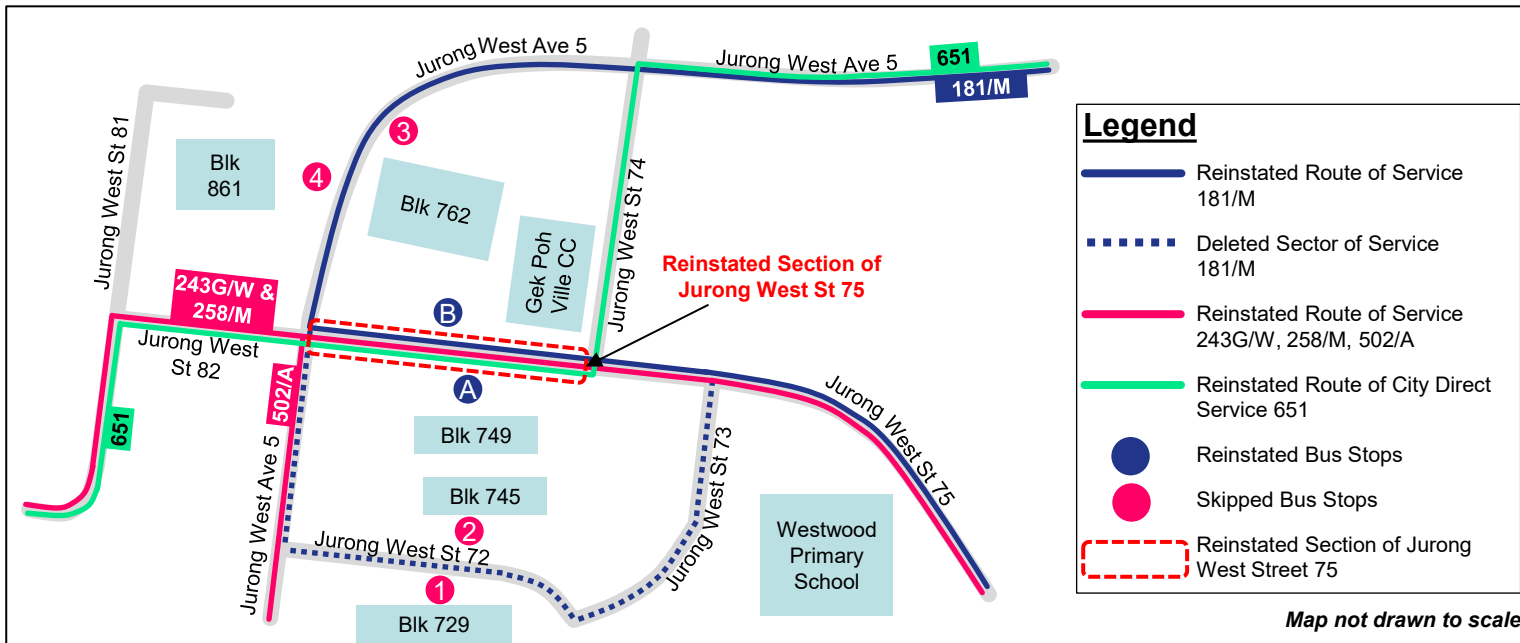 Jurong West Ave 5
Jurong West Ave 5
651
181/M
Jurong West St 81
Blk
861
3
4
Blk 762
Gek Poh
Ville CC
Jurong West St 74
Reinstated Section of
Jurong West St 75
243G/W &
258/M
Jurong West
St 82
B
A
502/A
651
Blk 749
Blk 745
2
Jurong West Ave 5
Jurong West St 72
1
Blk 729
Jurong West St 73
Jurong West St 75
Westwood
Primary
School
Legend
Reinstated Route of Service
181/M
Deleted Sector of Service
181/M
Reinstated Route of Service
243G/W, 258/M, 502/A
Reinstated Route of City Direct
Service 651
Reinstated Bus Stops
Skipped Bus Stops
Reinstated Section of Jurong
West Street 75
Map not drawn to scale